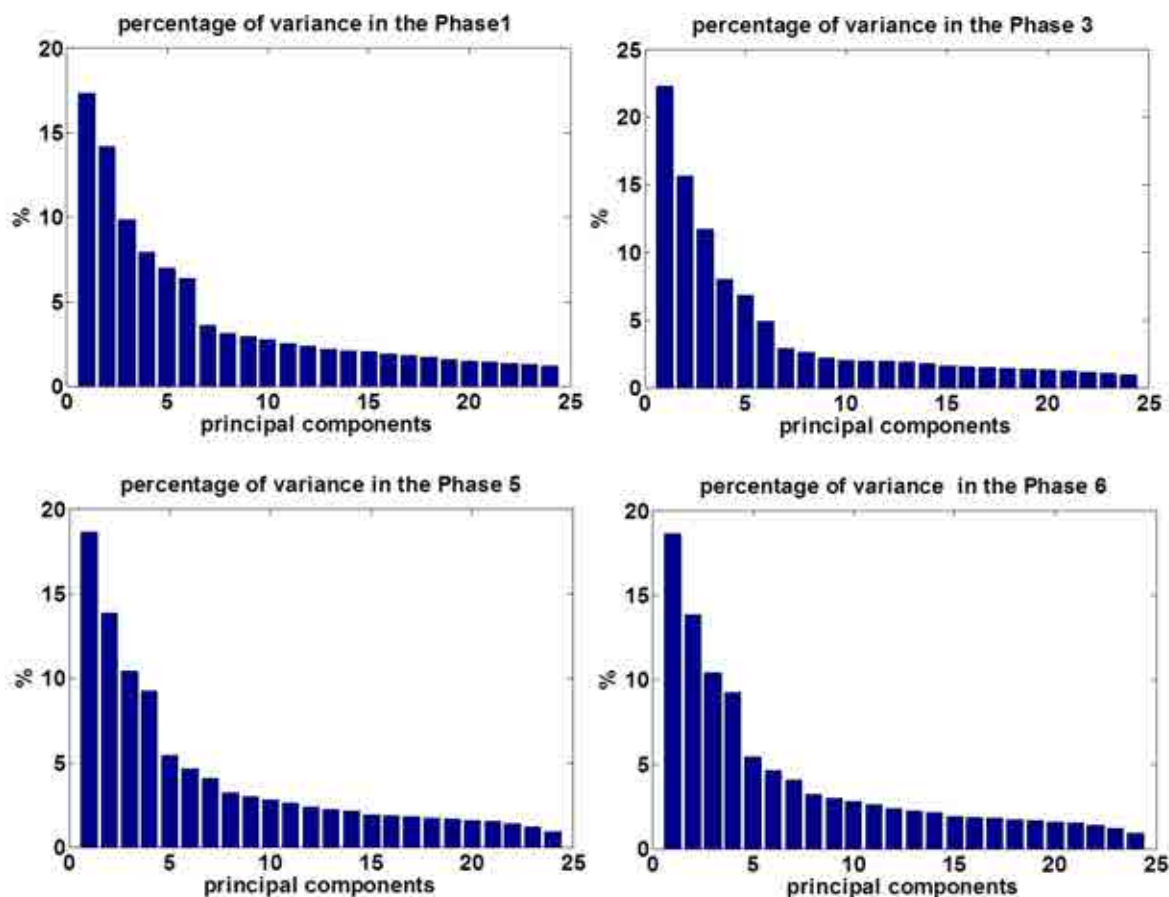 percentage of variance in the Phase1
20
15
10
5
0
%
0 5 10 15 20 25
principal components
percentage of variance in the Phase 3
25
20
15
10
5
0
%
0 5 10 15 20 25
principal components
percentage of variance in the Phase 5
20
15
10
5
0
%
0 5 10 15 20 25
principal components
percentage of variance in the Phase 6
20
15
10
5
0
%
0 5 10 15 20 25
principal components